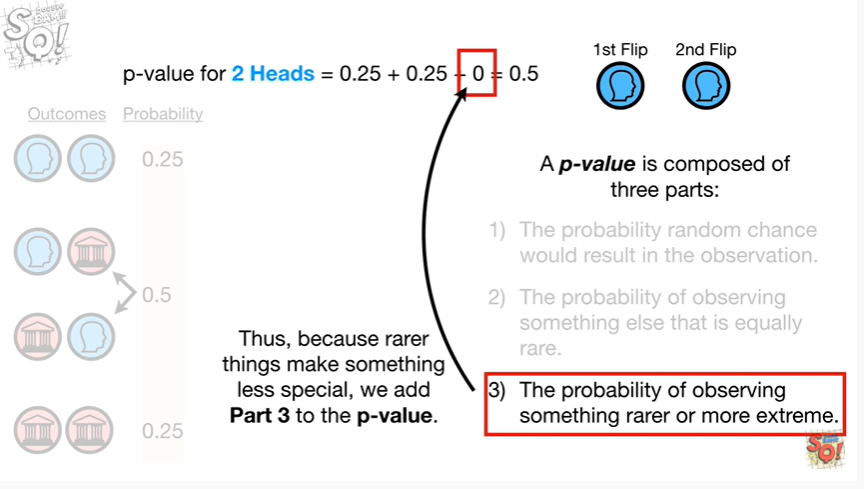 STATQUEST BAM!!!
SQ!
p-value for 2 Heads = 0.25 + 0.25 + 0 = 0.5
1st Flip 2nd Flip
Outcomes Probability
0.25
0.5
0.25
A p-value is composed of
three parts:
1) The probability random chance
would result in the observation.
2) The probability of observing
something else that is equally
rare.
3) The probability of observing
something rarer or more extreme.
Thus, because rarer
things make something
less special, we add
Part 3 to the p-value.
SQ!